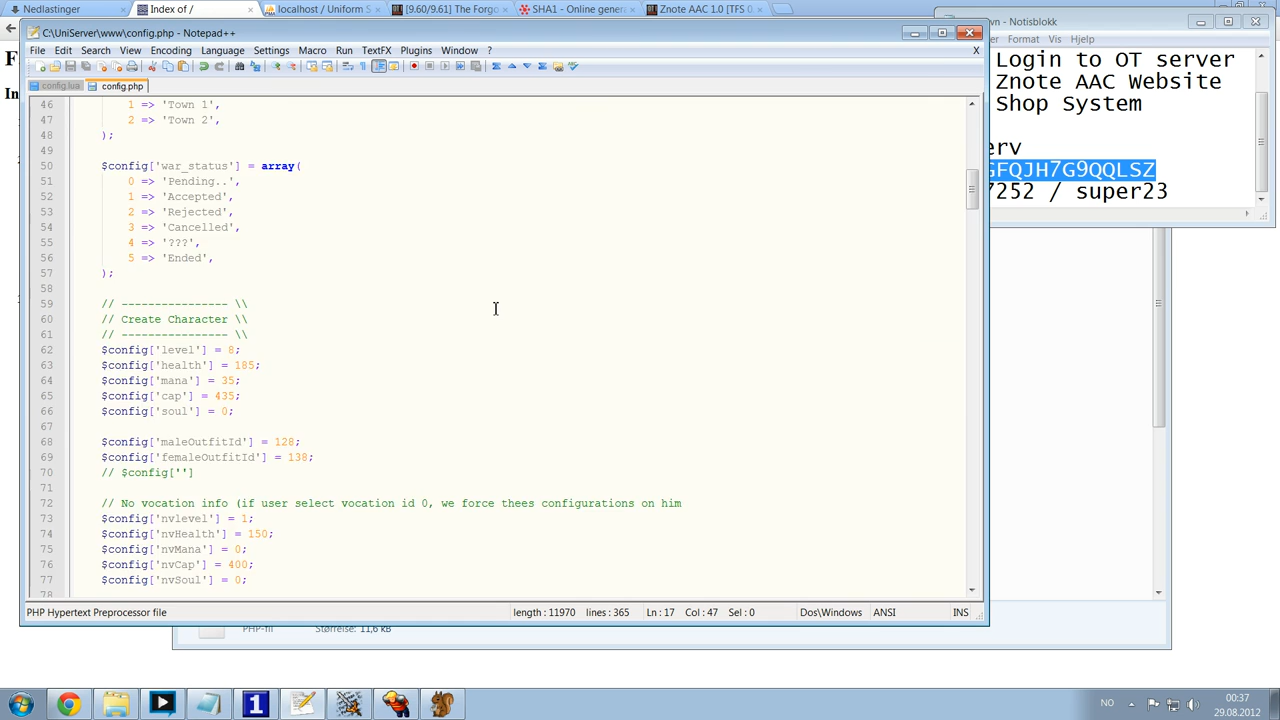 Nedlastinger
Index of /
localhost / Uniform S
[9.60/9.61] The Forgo
SHA1 - Online gener
Znote AAC 1.0 [TFS 0
C:\UniServer\www\config.php - Notepad++
vn - Notisblokk
File Edit Search View Encoding Language Settings Macro Run TextFX Plugins Window ?
X
Format Vis Hjelp
config.lua
config.php
Login to OT server
Znote AAC Website
Shop System
erv
GFQJH7G9QQLSZ
7252 / super23
46 1 => 'Town 1',
47 2 => 'Town 2',
48 );
49
50 $config['war_status'] = array(
51 0 => 'Pending..',
52 1 => 'Accepted',
53 2 => 'Rejected',
54 3 => 'Cancelled',
55 4 => '???',
56 5 => 'Ended',
57 );
58
59 // ---------------- \\
60 // Create Character \\
61 // ---------------- \\
62 $config['level'] = 8;
63 $config['health'] = 185;
64 $config['mana'] = 35;
65 $config['cap'] = 435;
66 $config['soul'] = 0;
67
68 $config['maleOutfitId'] = 128;
69 $config['femaleOutfitId'] = 138;
70 // $config['']
71
72 // No vocation info (if user select vocation id 0, we force thees configurations on him
73 $config['nvlevel'] = 1;
74 $config['nvHealth'] = 150;
75 $config['nvMana'] = 0;
76 $config['nvCap'] = 400;
77 $config['nvSoul'] = 0;
78
PHP Hypertext Preprocessor file
length : 11970 lines : 365
Ln : 17 Col : 47 Sel : 0
Dos\Windows
ANSI
INS
PHP-fil
Størrelse: 11,6 kB
NO
00:37
29.08.2012